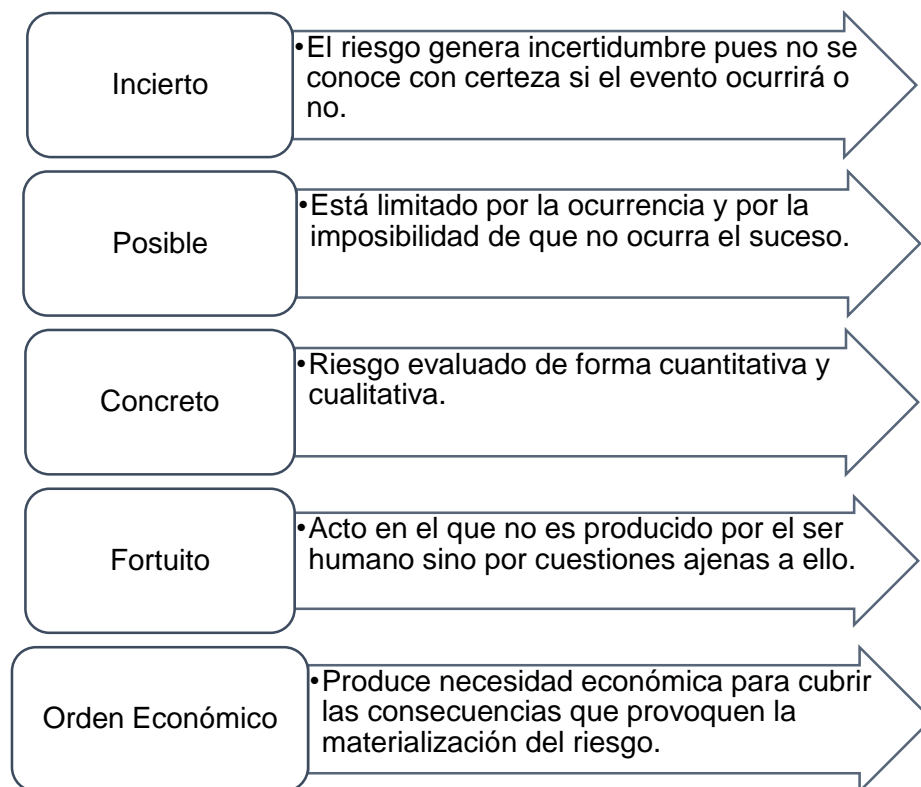 Incierto
•El riesgo genera incertidumbre pues no se
conoce con certeza si el evento ocurrirá o
no.
Posible
•Está limitado por la ocurrencia y por la
imposibilidad de que no ocurra el suceso.
Concreto
•Riesgo evaluado de forma cuantitativa y
cualitativa.
Fortuito
•Acto en el que no es producido por el ser
humano sino por cuestiones ajenas a ello.
Orden Económico
•Produce necesidad económica para cubrir
las consecuencias que provoquen la
materialización del riesgo.